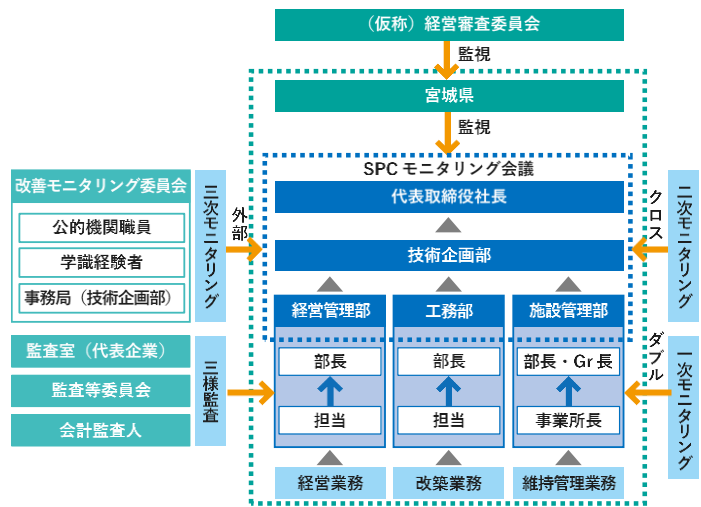 （仮称）経営審査委員会
監視
宮城県
監視
SPCモニタリング会議
代表取締役社長
技術企画部
改善モニタリング委員会
公的機関職員
学識経験者
事務局（技術企画部）
三次モニタリング
外部
クロス
二次モニタリング
経営管理部
工務部
施設管理部
部長
部長
部長・Gr長
担当
担当
事業所長
監査室（代表企業）
監査等委員会
会計監査人
三様監査
ダブル
一次モニタリング
経営業務
改築業務
維持管理業務